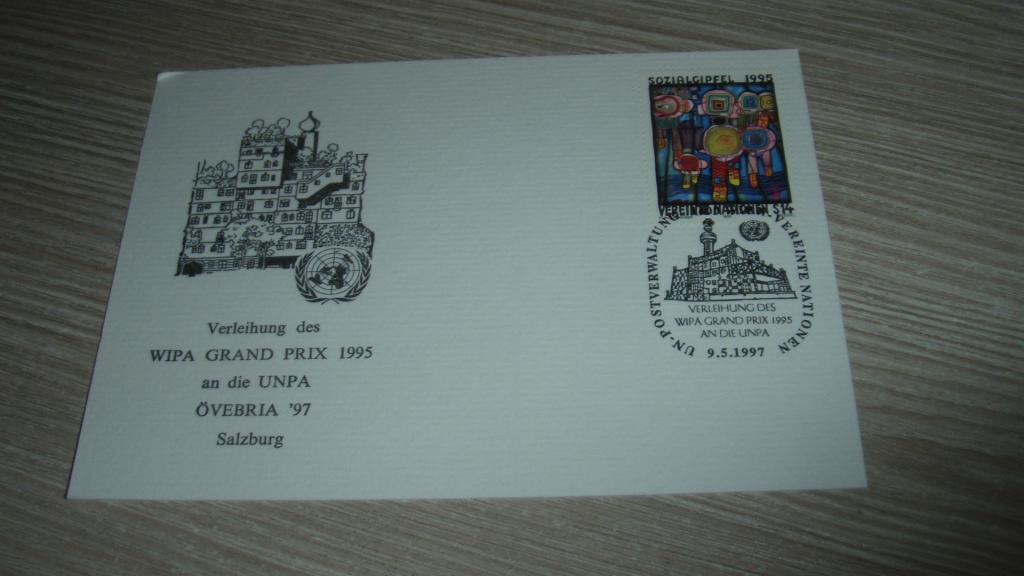 Verleihung des
WIPA GRAND PRIX 1995
an die UNPA
ÖVEBRIA '97
Salzburg
SOZIALGIPFEL 1995
VEREINTE NATIONEN S14
UN-POSTVERWALTUNG VEREINTE NATIONEN
VERLEIHUNG DES
WIPA GRAND PRIX 1995
AN DIE UNPA
9.5.1997